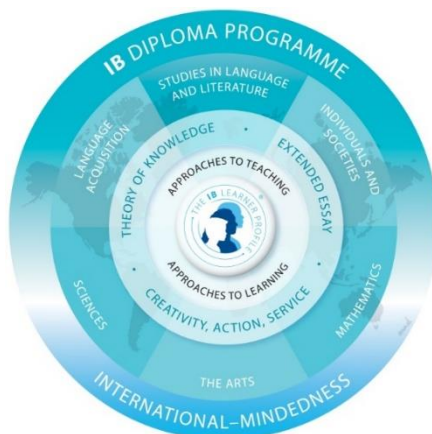 IB DIPLOMA PROGRAMME
STUDIES IN LANGUAGE
AND LITERATURE
LANGUAGE
ACQUISITION
INDIVIDUALS AND
SOCIETIES
THEORY OF KNOWLEDGE
EXTENDED ESSAY
APPROACHES TO TEACHING
THE IB LEARNER PROFILE
APPROACHES TO LEARNING
CREATIVITY, ACTION, SERVICE
SCIENCES
MATHEMATICS
THE ARTS
INTERNATIONAL–MINDEDNESS